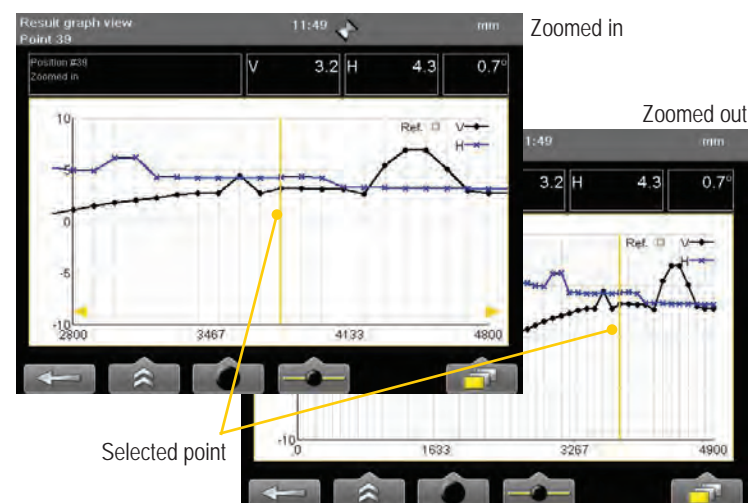 Result graph view 11:49 mm
Point 39
Zoomed in
Position #39
Zoomed in
V 3.2 H 4.3 0.7°
10
Ref. V
H
5
0
-5
-10
2800 3467 4133 4800
Zoomed out
1:49 mm
3.2 H 4.3 0.7°
Ref. V
H
-10
0 1633 3267 4900
Selected point